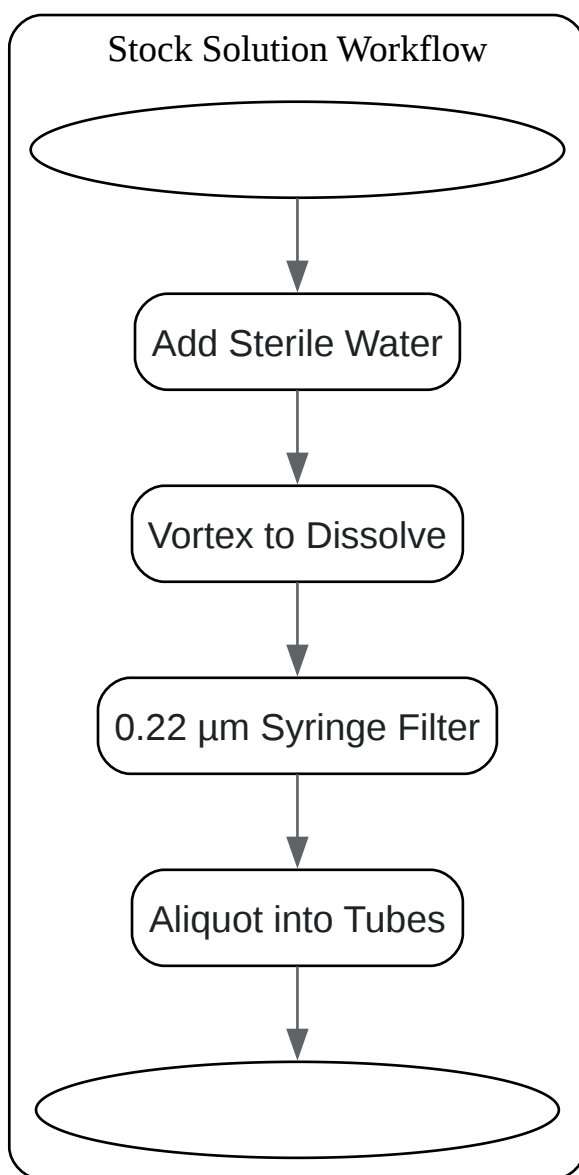 Stock Solution Workflow
Add Sterile Water
Vortex to Dissolve
0.22 µm Syringe Filter
Aliquot into Tubes